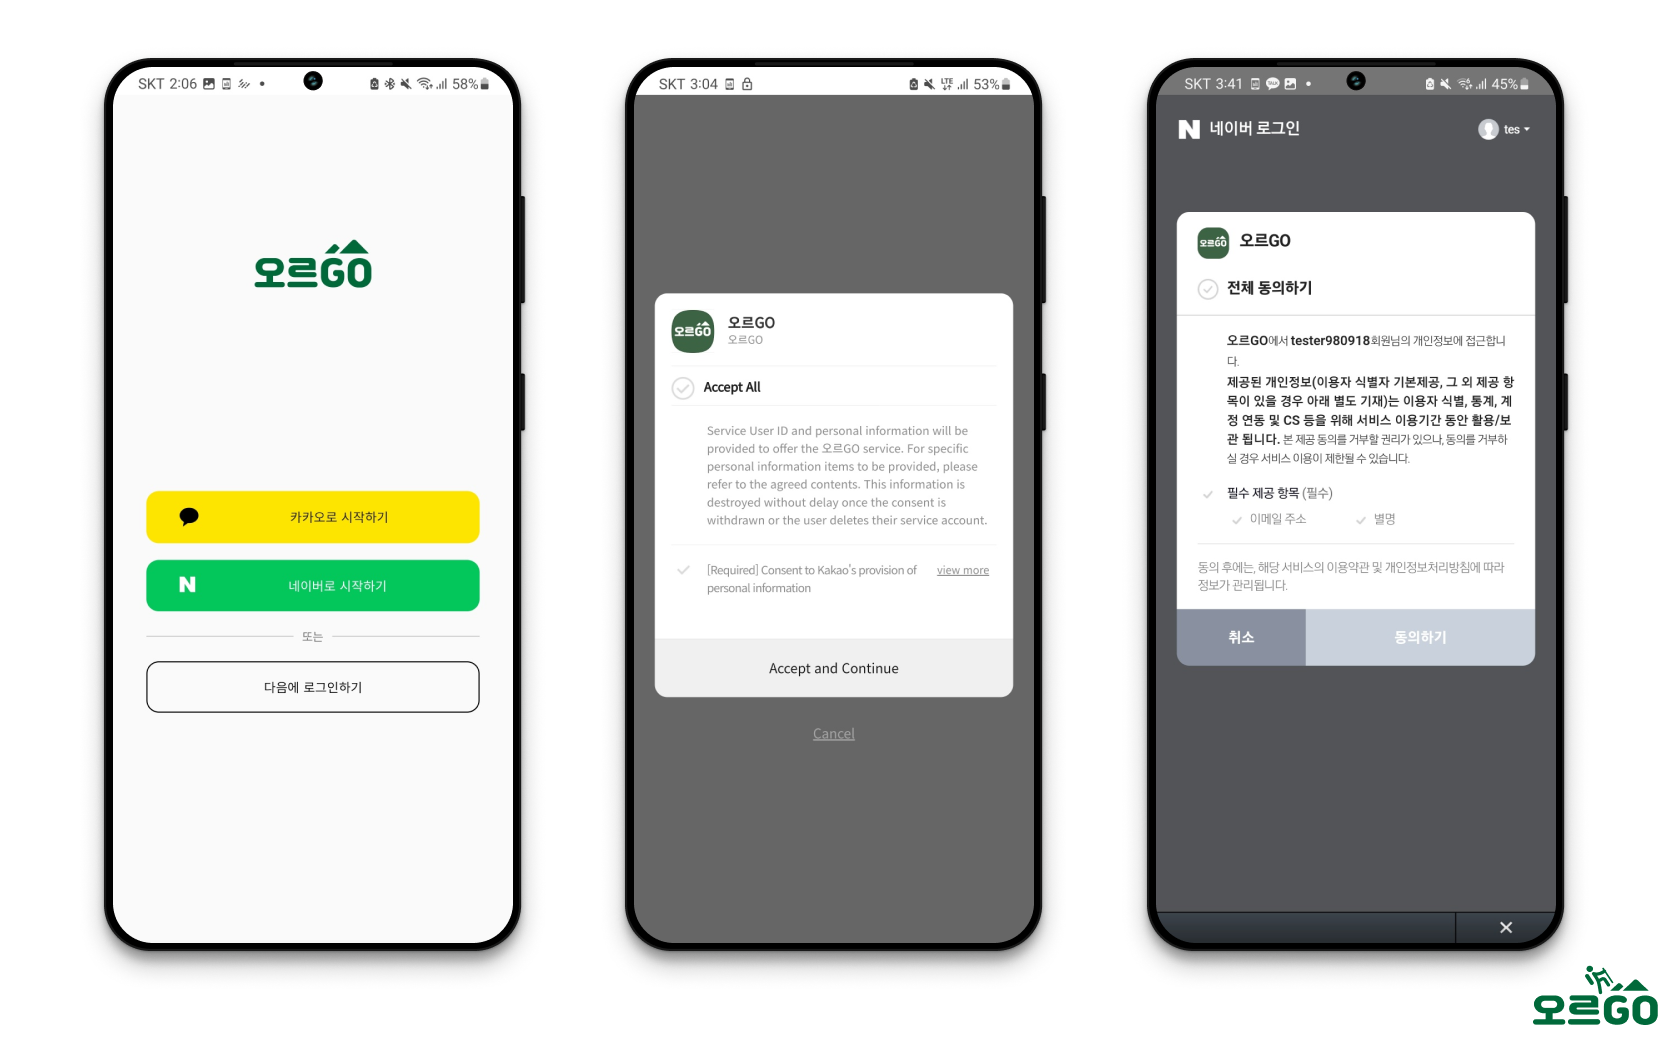 SKT 2:06 58%
오르GO
카카오로 시작하기
N 네이버로 시작하기
또는
다음에 로그인하기
SKT 3:04 LTE 53%
오르GO
오르GO
오르GO
Accept All
Service User ID and personal information will be
provided to offer the 오르GO service. For specific
personal information items to be provided, please
refer to the agreed contents. This information is
destroyed without delay once the consent is
withdrawn or the user deletes their service account.
[Required] Consent to Kakao's provision of view more
personal information
Accept and Continue
Cancel
SKT 3:41 45%
N 네이버 로그인 tes
오르GO 오르GO
전체 동의하기
오르GO에서 tester980918회원님의 개인정보에 접근합니
다.
제공된 개인정보(이용자 식별자 기본제공, 그 외 제공 항
목이 있을 경우 아래 별도 기재)는 이용자 식별, 통계, 계
정 연동 및 CS 등을 위해 서비스 이용기간 동안 활용/보
관 됩니다. 본 제공 동의를 거부할 권리가 있으나, 동의를 거부하
실 경우 서비스 이용이 제한될 수 있습니다.
필수 제공 항목 (필수)
이메일 주소 별명
동의 후에는, 해당 서비스의 이용약관 및 개인정보처리방침에 따라
정보가 관리됩니다.
취소 동의하기
오르GO